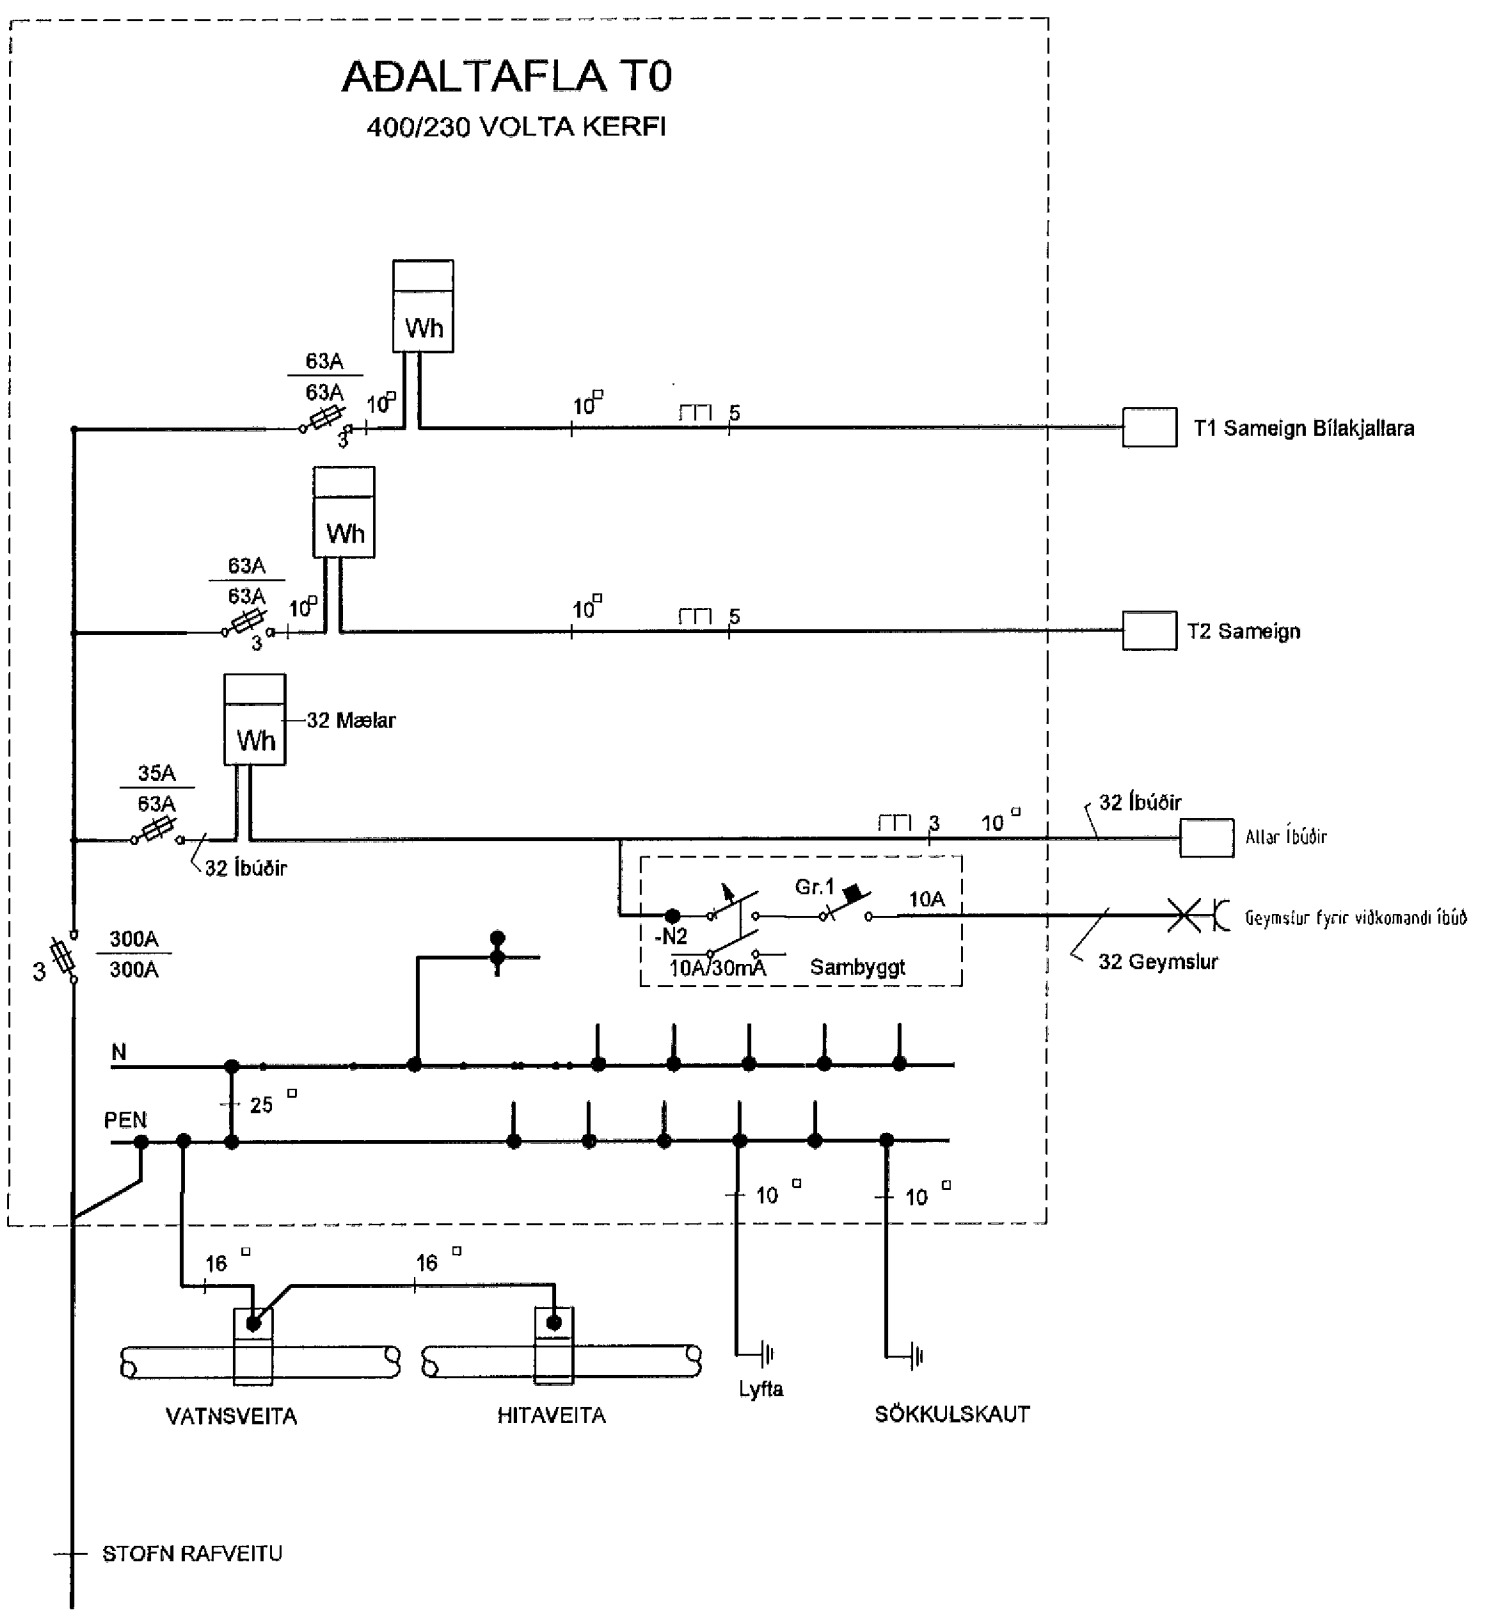 AÐALTAFLA T0
400/230 VOLTA KERFI
Wh
63A
63A
3
10□
10□
5
T1 Sameign Bílakjallara
Wh
63A
63A
3
10□
10□
5
T2 Sameign
32 Mælar
Wh
35A
63A
32 Íbúðir
3
10□
32 Íbúðir
Allar Íbúðir
Gr.1
10A
-N2
10A/30mA
Sambyggt
Geymslur fyrir viðkomandi íbúð
32 Geymslur
3
300A
300A
N
25□
PEN
10□
10□
16□
16□
Lyfta
VATNSVEITA
HITAVEITA
SÖKKULSKAUT
STOFN RAFVEITU